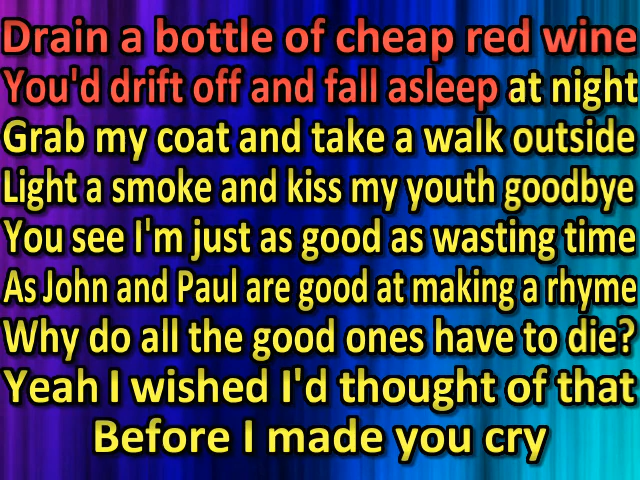 Drain a bottle of cheap red wine
You'd drift off and fall asleep at night
Grab my coat and take a walk outside
Light a smoke and kiss my youth goodbye
You see I'm just as good as wasting time
As John and Paul are good at making a rhyme
Why do all the good ones have to die?
Yeah I wished I'd thought of that
Before I made you cry